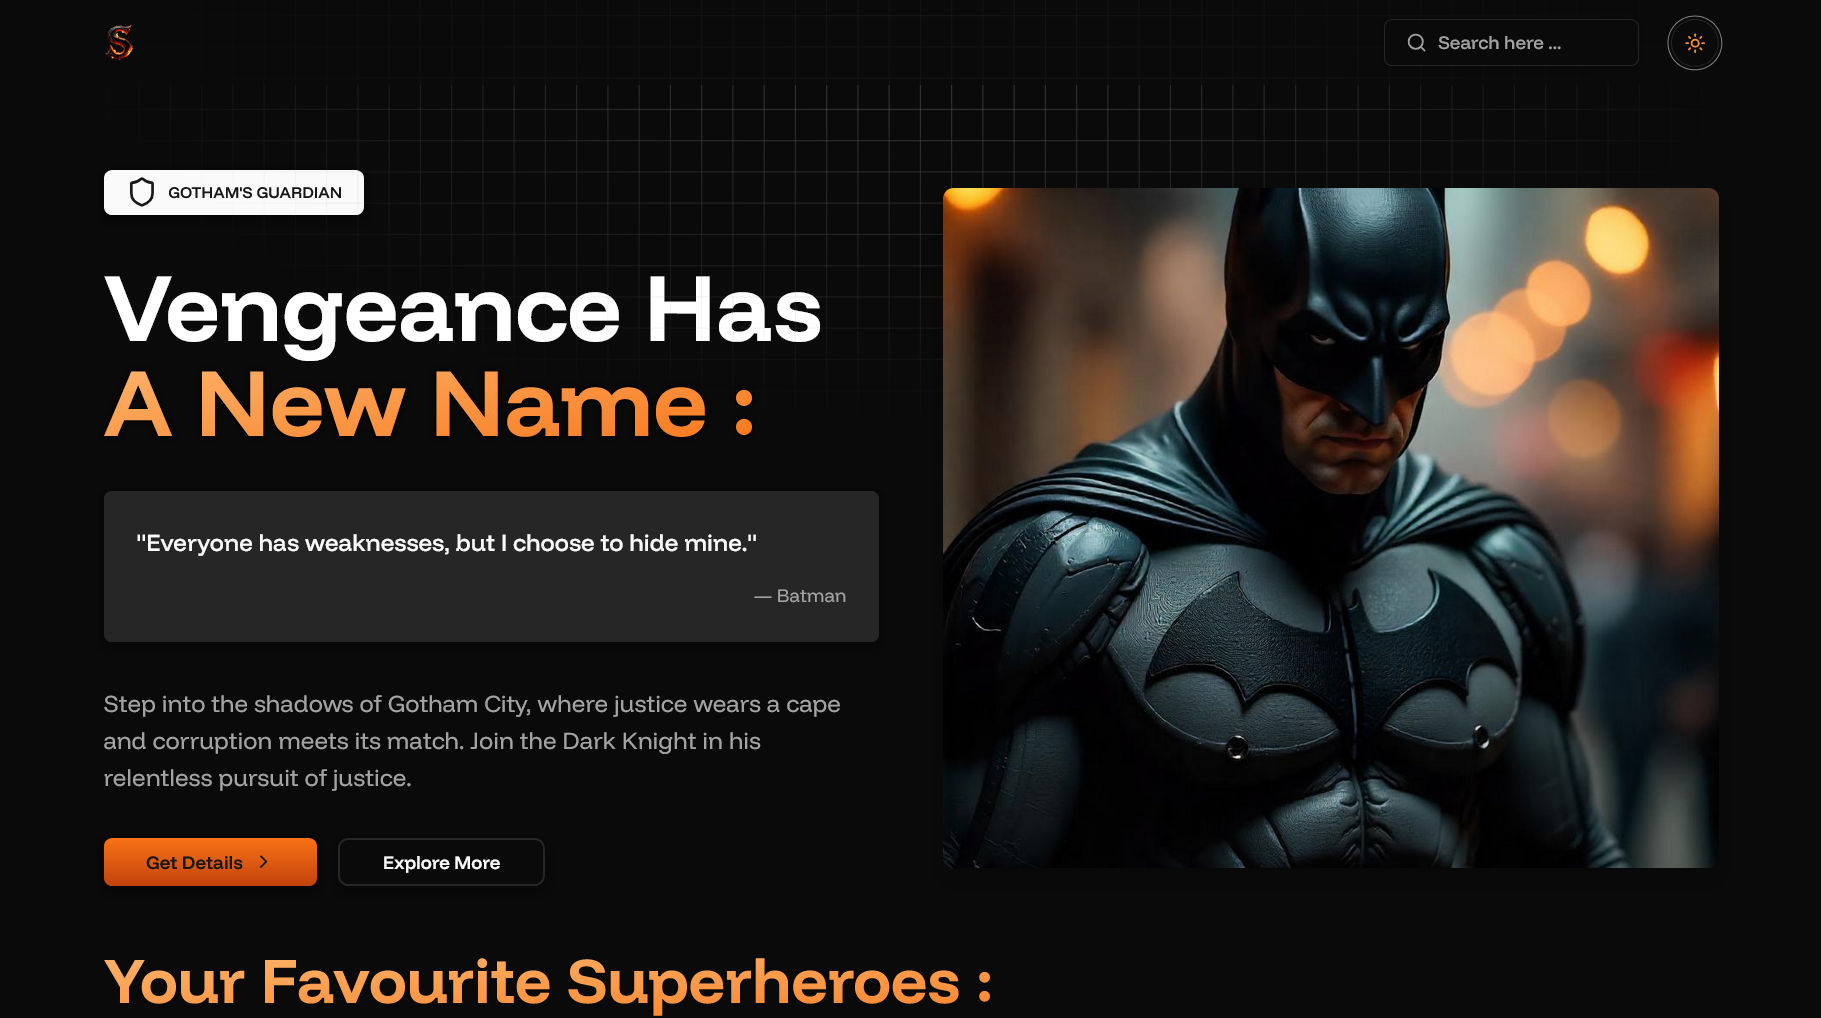 S
Search here ...
GOTHAM'S GUARDIAN
Vengeance Has
A New Name :
"Everyone has weaknesses, but I choose to hide mine."
— Batman
Step into the shadows of Gotham City, where justice wears a cape
and corruption meets its match. Join the Dark Knight in his
relentless pursuit of justice.
Get Details
Explore More
Your Favourite Superheroes :